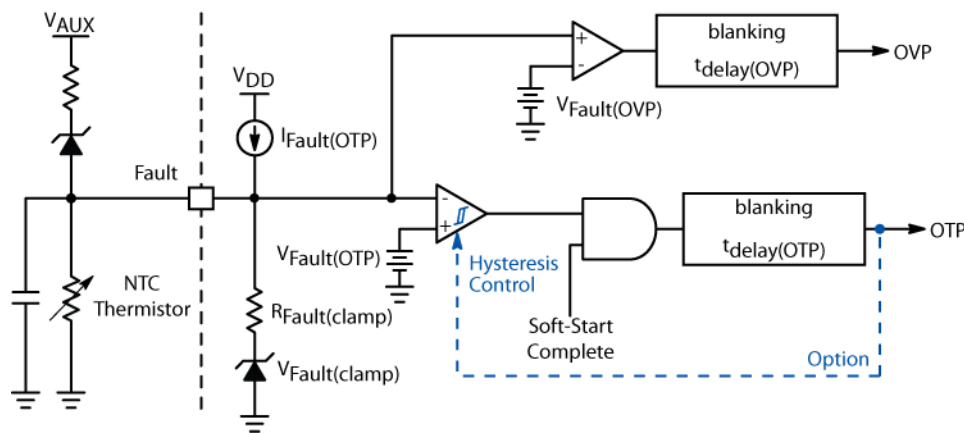 VAUX
blanking
tdelay(OVP)
OVP
+
-
VFault(OVP)
VDD
IFault(OTP)
Fault
-
+
blanking
tdelay(OTP)
OTP
VFault(OTP)
Hysteresis
Control
NTC
Thermistor
RFault(clamp)
Soft-Start
Complete
VFault(clamp)
Option